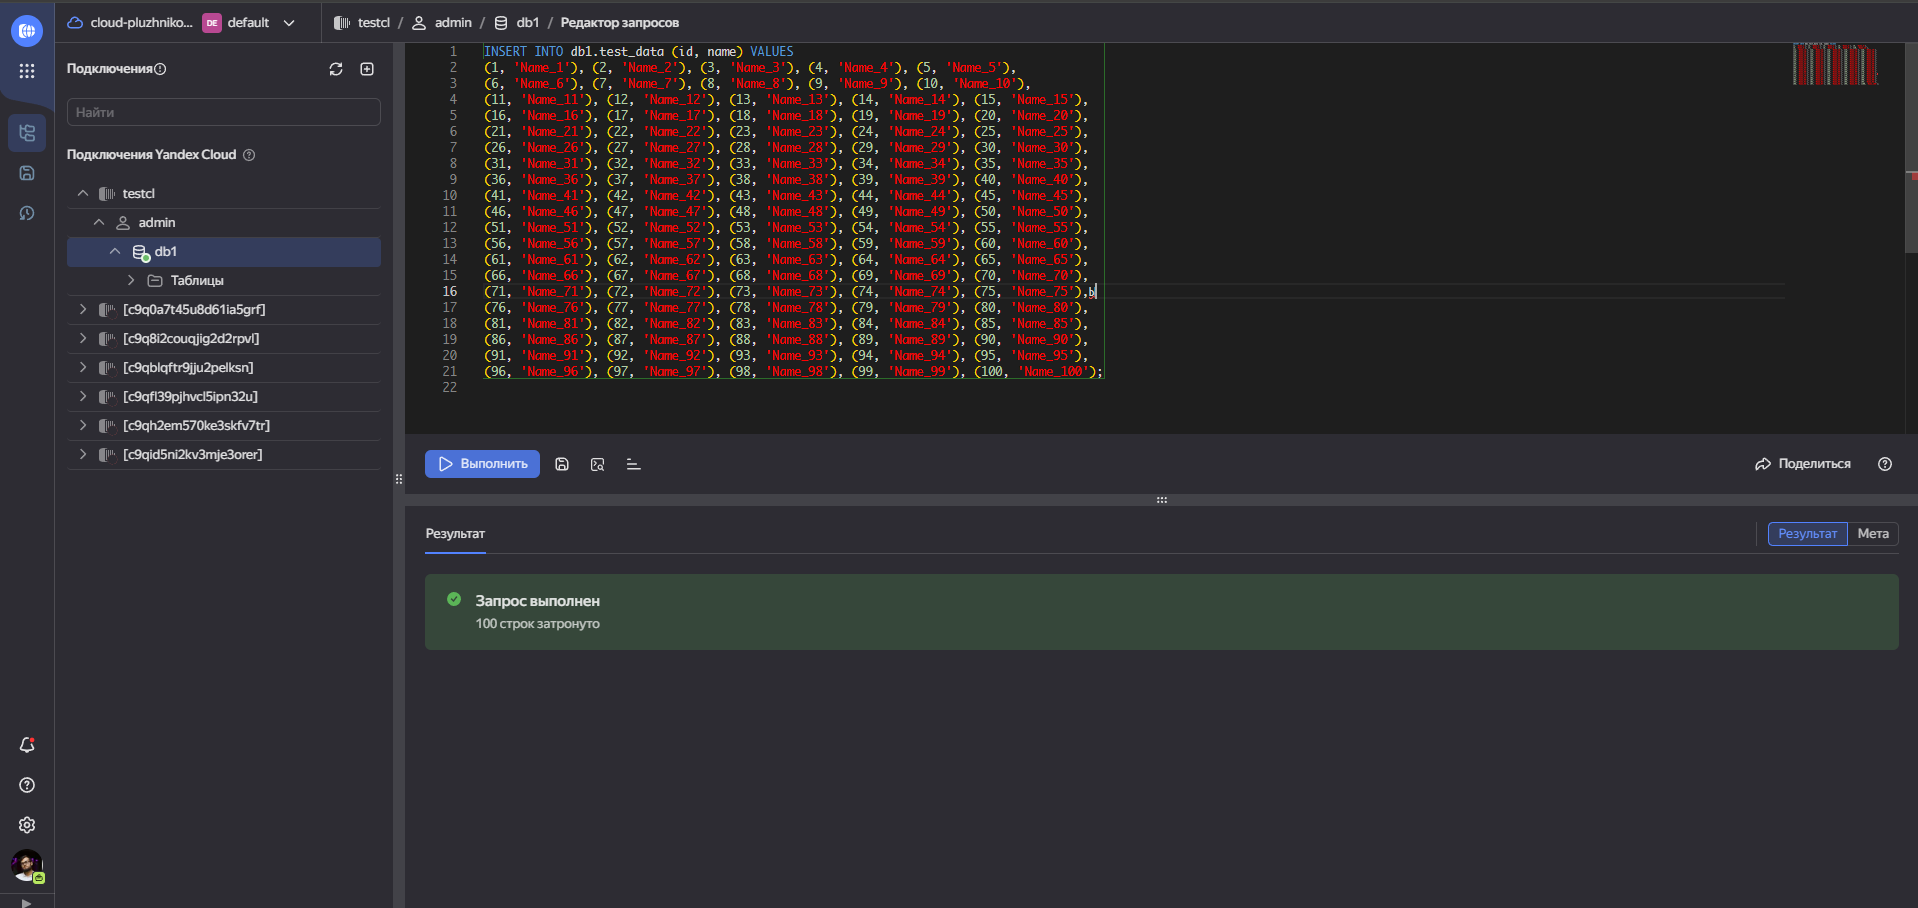 cloud-pluzhniko... DE default
testcl / admin / db1 / Редактор запросов
Подключения
Найти
Подключения Yandex Cloud
testcl
admin
db1
Таблицы
[c9q0a7t45u8d61ia5grf]
[c9q8i2couqjig2d2rpvl]
[c9qblqftr9jju2pelksn]
[c9qfl39pjhvcl5ipn32u]
[c9qh2em570ke3skfv7tr]
[c9qid5ni2kv3mje3orer]
1 INSERT INTO db1.test_data (id, name) VALUES
2 (1, 'Name_1'), (2, 'Name_2'), (3, 'Name_3'), (4, 'Name_4'), (5, 'Name_5'),
3 (6, 'Name_6'), (7, 'Name_7'), (8, 'Name_8'), (9, 'Name_9'), (10, 'Name_10'),
4 (11, 'Name_11'), (12, 'Name_12'), (13, 'Name_13'), (14, 'Name_14'), (15, 'Name_15'),
5 (16, 'Name_16'), (17, 'Name_17'), (18, 'Name_18'), (19, 'Name_19'), (20, 'Name_20'),
6 (21, 'Name_21'), (22, 'Name_22'), (23, 'Name_23'), (24, 'Name_24'), (25, 'Name_25'),
7 (26, 'Name_26'), (27, 'Name_27'), (28, 'Name_28'), (29, 'Name_29'), (30, 'Name_30'),
8 (31, 'Name_31'), (32, 'Name_32'), (33, 'Name_33'), (34, 'Name_34'), (35, 'Name_35'),
9 (36, 'Name_36'), (37, 'Name_37'), (38, 'Name_38'), (39, 'Name_39'), (40, 'Name_40'),
10 (41, 'Name_41'), (42, 'Name_42'), (43, 'Name_43'), (44, 'Name_44'), (45, 'Name_45'),
11 (46, 'Name_46'), (47, 'Name_47'), (48, 'Name_48'), (49, 'Name_49'), (50, 'Name_50'),
12 (51, 'Name_51'), (52, 'Name_52'), (53, 'Name_53'), (54, 'Name_54'), (55, 'Name_55'),
13 (56, 'Name_56'), (57, 'Name_57'), (58, 'Name_58'), (59, 'Name_59'), (60, 'Name_60'),
14 (61, 'Name_61'), (62, 'Name_62'), (63, 'Name_63'), (64, 'Name_64'), (65, 'Name_65'),
15 (66, 'Name_66'), (67, 'Name_67'), (68, 'Name_68'), (69, 'Name_69'), (70, 'Name_70'),
16 (71, 'Name_71'), (72, 'Name_72'), (73, 'Name_73'), (74, 'Name_74'), (75, 'Name_75'),
17 (76, 'Name_76'), (77, 'Name_77'), (78, 'Name_78'), (79, 'Name_79'), (80, 'Name_80'),
18 (81, 'Name_81'), (82, 'Name_82'), (83, 'Name_83'), (84, 'Name_84'), (85, 'Name_85'),
19 (86, 'Name_86'), (87, 'Name_87'), (88, 'Name_88'), (89, 'Name_89'), (90, 'Name_90'),
20 (91, 'Name_91'), (92, 'Name_92'), (93, 'Name_93'), (94, 'Name_94'), (95, 'Name_95'),
21 (96, 'Name_96'), (97, 'Name_97'), (98, 'Name_98'), (99, 'Name_99'), (100, 'Name_100');
22
Выполнить
Поделиться
Результат
Результат Мета
Запрос выполнен
100 строк затронуто